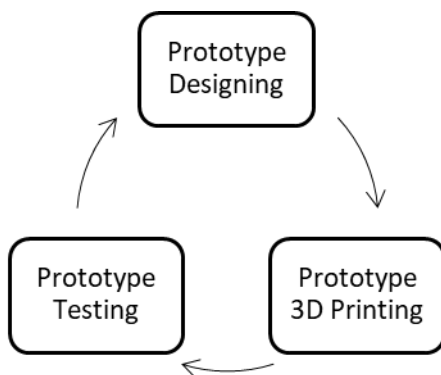 Prototype
Designing
Prototype
3D Printing
Prototype
Testing